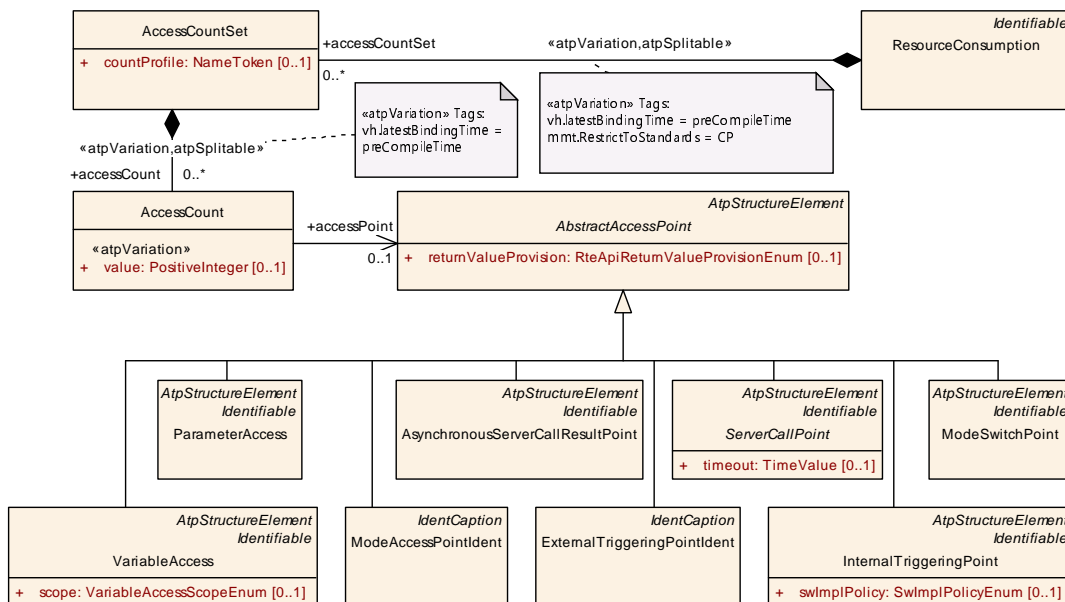 AccessCountSet
+ countProfile: NameToken [0..1]
+accessCountSet
0..*
«atpVariation,atpSplitable»
Identifiable
ResourceConsumption
«atpVariation» Tags:
vh.latestBindingTime =
preCompileTime
«atpVariation» Tags:
vh.latestBindingTime = preCompileTime
mmt.RestrictToStandards = CP
«atpVariation,atpSplitable»
+accessCount 0..*
AccessCount
«atpVariation»
+ value: PositiveInteger [0..1]
+accessPoint
0..1
AtpStructureElement
AbstractAccessPoint
+ returnValueProvision: RteApiReturnValueProvisionEnum [0..1]
AtpStructureElement
Identifiable
ParameterAccess
AtpStructureElement
Identifiable
AsynchronousServerCallResultPoint
AtpStructureElement
Identifiable
ServerCallPoint
+ timeout: TimeValue [0..1]
AtpStructureElement
Identifiable
ModeSwitchPoint
AtpStructureElement
Identifiable
VariableAccess
+ scope: VariableAccessScopeEnum [0..1]
IdentCaption
ModeAccessPointIdent
IdentCaption
ExternalTriggeringPointIdent
AtpStructureElement
Identifiable
InternalTriggeringPoint
+ swImplPolicy: SwImplPolicyEnum [0..1]